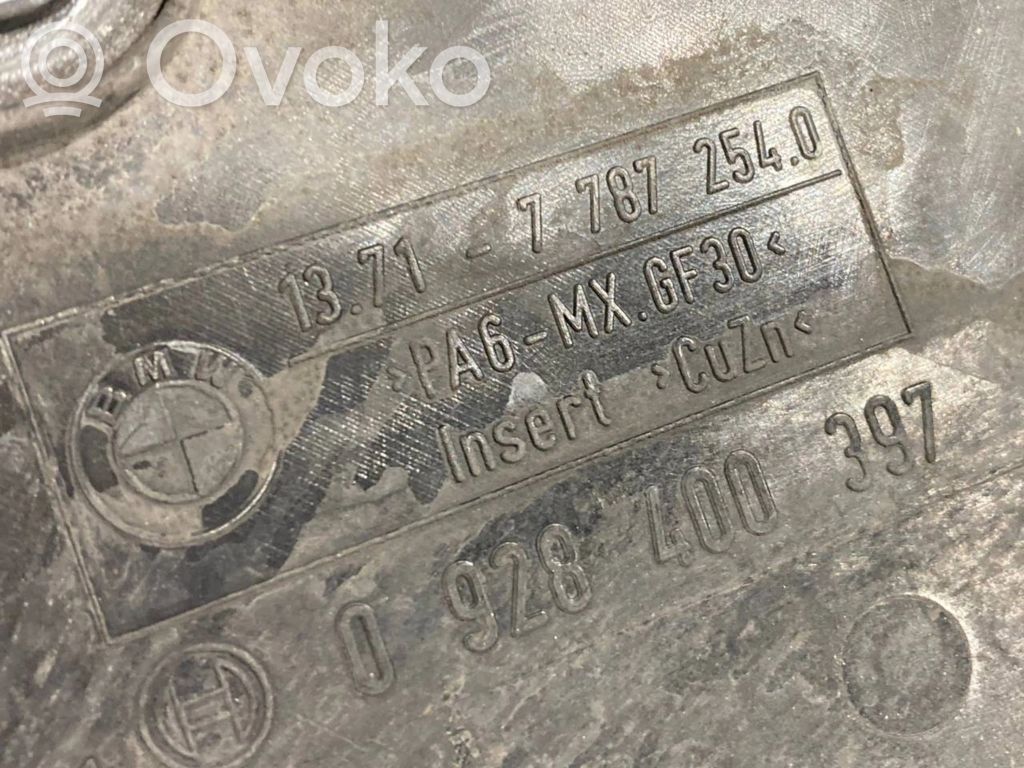 Ovoko
13.71 - 7 787 254.0
>PA6-MX.GF30<
Insert >CuZn<
BMW
0 928 400 397